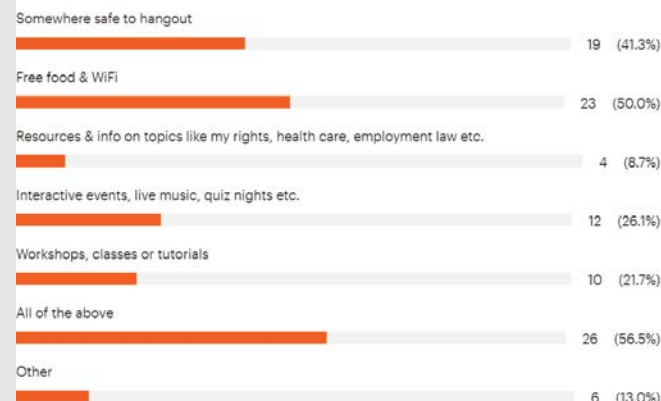 Somewhere safe to hangout
19 (41.3%)
Free food & WiFi
23 (50.0%)
Resources & info on topics like my rights, health care, employment law etc.
4 (8.7%)
Interactive events, live music, quiz nights etc.
12 (26.1%)
Workshops, classes or tutorials
10 (21.7%)
All of the above
26 (56.5%)
Other
6 (13.0%)